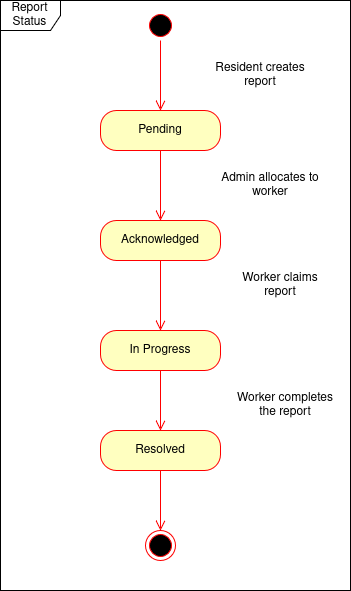 Report
Status
Resident creates
report
Pending
Admin allocates to
worker
Acknowledged
Worker claims
report
In Progress
Worker completes
the report
Resolved